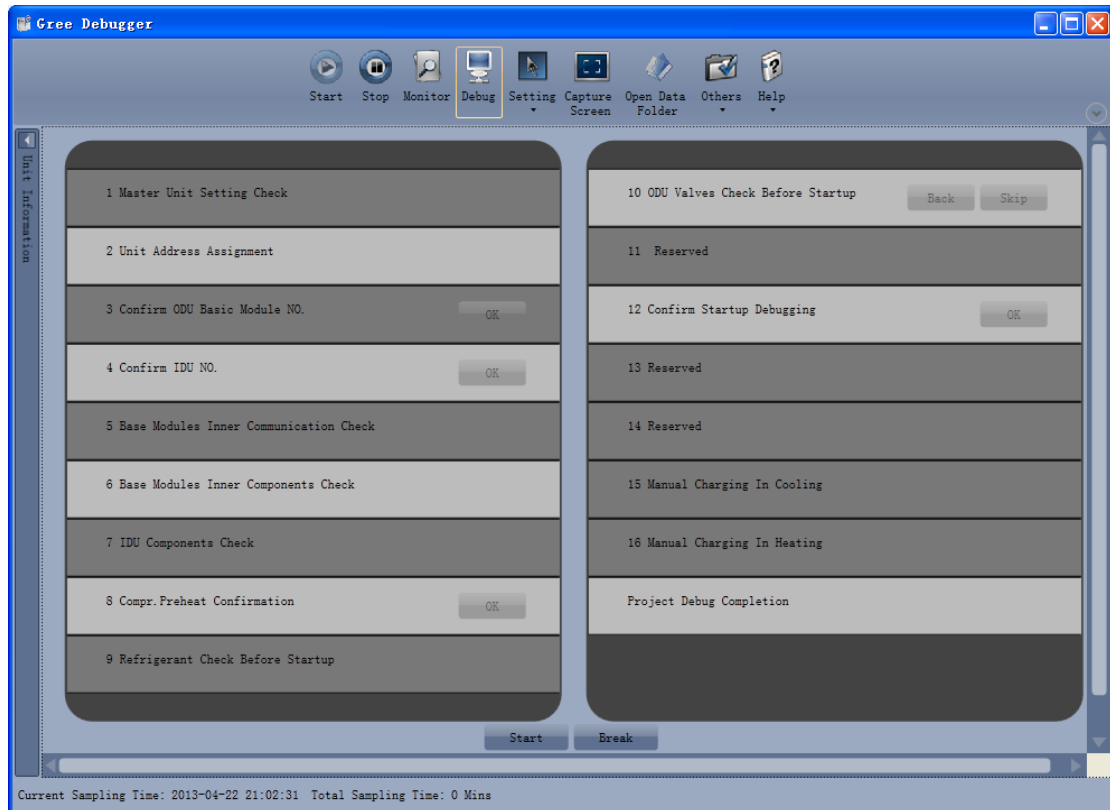 Gree Debugger
Start Stop Monitor Debug Setting Capture Screen Open Data Folder Others Help
Unit Information
1 Master Unit Setting Check
2 Unit Address Assignment
3 Confirm ODU Basic Module NO. OK
4 Confirm IDU NO. OK
5 Base Modules Inner Communication Check
6 Base Modules Inner Components Check
7 IDU Components Check
8 Compr.Preheat Confirmation OK
9 Refrigerant Check Before Startup
10 ODU Valves Check Before Startup Back Skip
11 Reserved
12 Confirm Startup Debugging OK
13 Reserved
14 Reserved
15 Manual Charging In Cooling
16 Manual Charging In Heating
Project Debug Completion
Start Break
Current Sampling Time: 2013-04-22 21:02:31 Total Sampling Time: 0 Mins